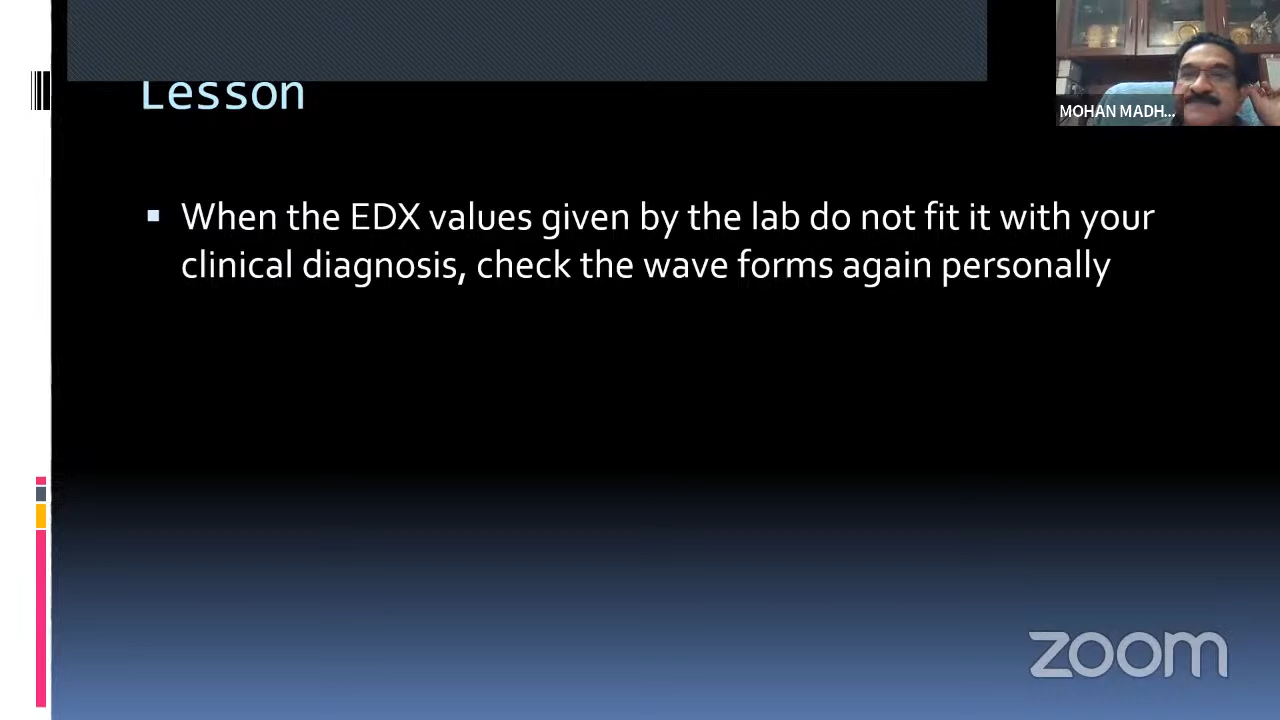 MOHAN MADH...
Lesson
When the EDX values given by the lab do not fit it with your
clinical diagnosis, check the wave forms again personally
zoom